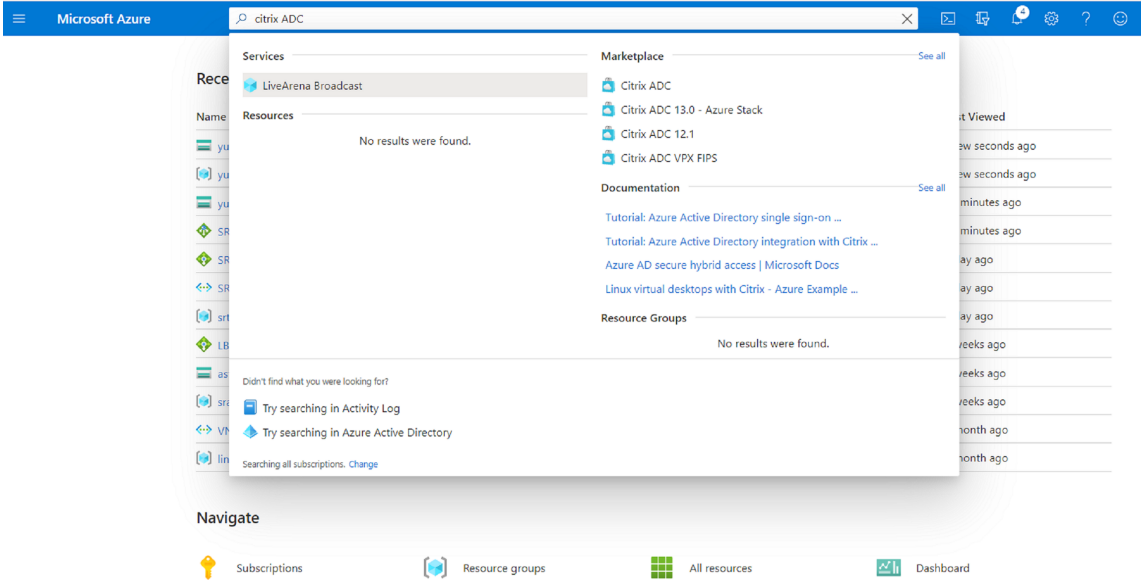 Microsoft Azure
citrix ADC
4
Rece
Name
yu
yu
yu
SR
SR
SR
srt
LB
as
sra
VN
lin
Services
LiveArena Broadcast
Resources
No results were found.
Marketplace
See all
Citrix ADC
Citrix ADC 13.0 - Azure Stack
Citrix ADC 12.1
Citrix ADC VPX FIPS
Documentation
See all
Tutorial: Azure Active Directory single sign-on ...
Tutorial: Azure Active Directory integration with Citrix ...
Azure AD secure hybrid access | Microsoft Docs
Linux virtual desktops with Citrix - Azure Example ...
Resource Groups
No results were found.
Didn't find what you were looking for?
Try searching in Activity Log
Try searching in Azure Active Directory
Searching all subscriptions. Change
st Viewed
ew seconds ago
ew seconds ago
minutes ago
minutes ago
ay ago
ay ago
ay ago
weeks ago
weeks ago
weeks ago
month ago
month ago
Navigate
Subscriptions
Resource groups
All resources
Dashboard